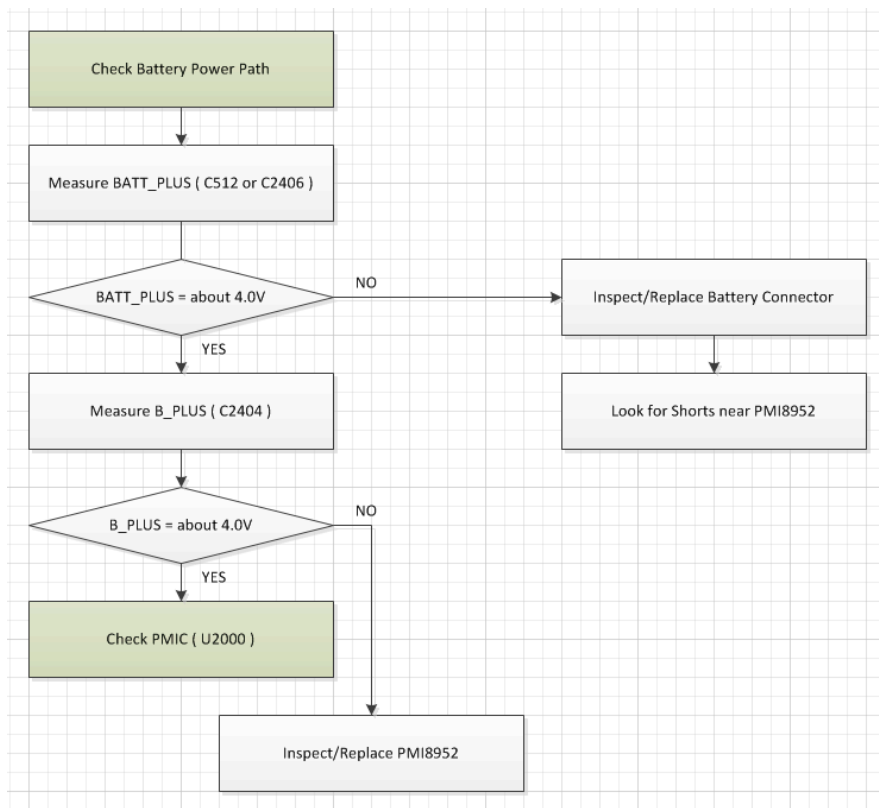 Check Battery Power Path
Measure BATT_PLUS ( C512 or C2406 )
BATT_PLUS = about 4.0V
NO
Inspect/Replace Battery Connector
YES
Measure B_PLUS ( C2404 )
Look for Shorts near PMI8952
B_PLUS = about 4.0V
NO
YES
Check PMIC ( U2000 )
Inspect/Replace PMI8952